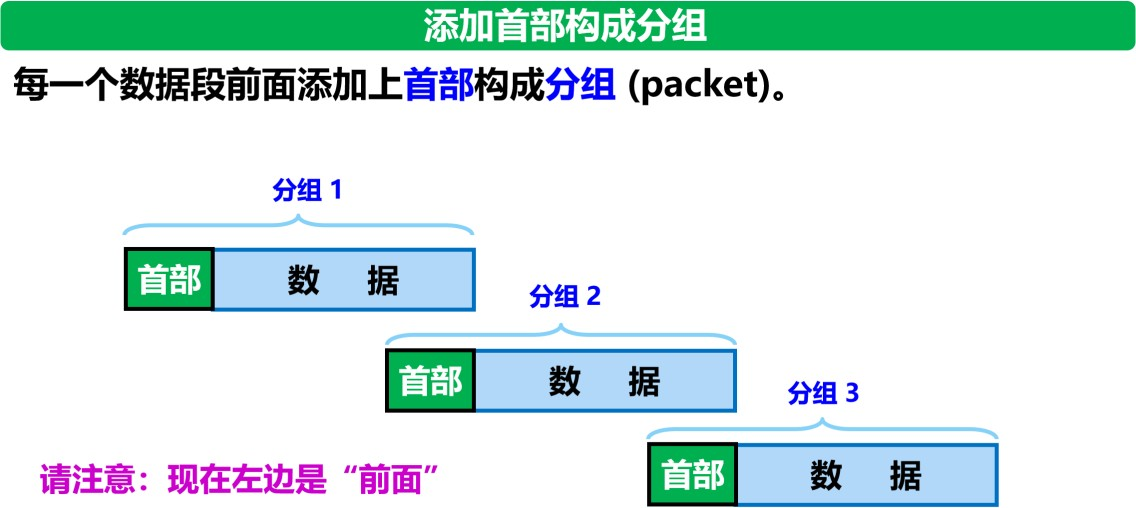 添加首部构成分组
每一个数据段前面添加上首部构成分组 (packet)。
分组 1
首部 数 据
分组 2
首部 数 据
分组 3
首部 数 据
请注意：现在左边是“前面”